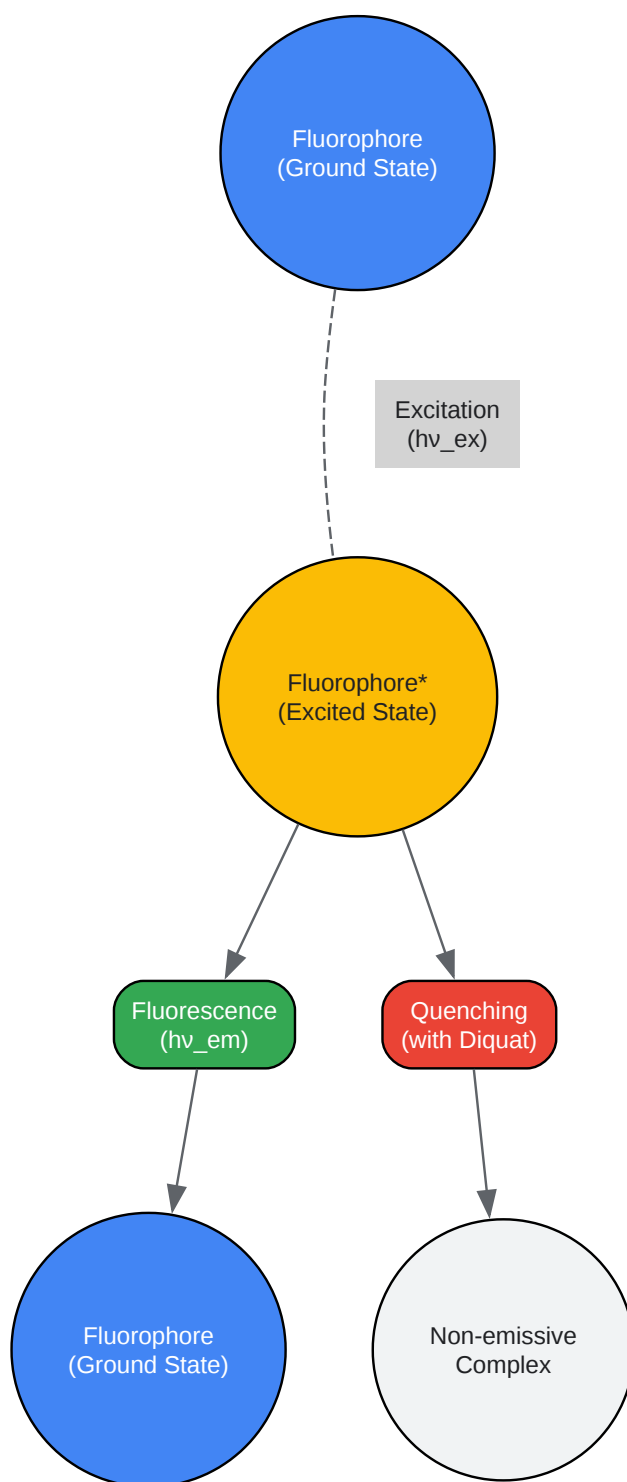 Fluorophore
(Ground State)
Excitation
(hν_ex)
Fluorophore*
(Excited State)
Fluorescence
(hν_em)
Quenching
(with Diquat)
Fluorophore
(Ground State)
Non-emissive
Complex